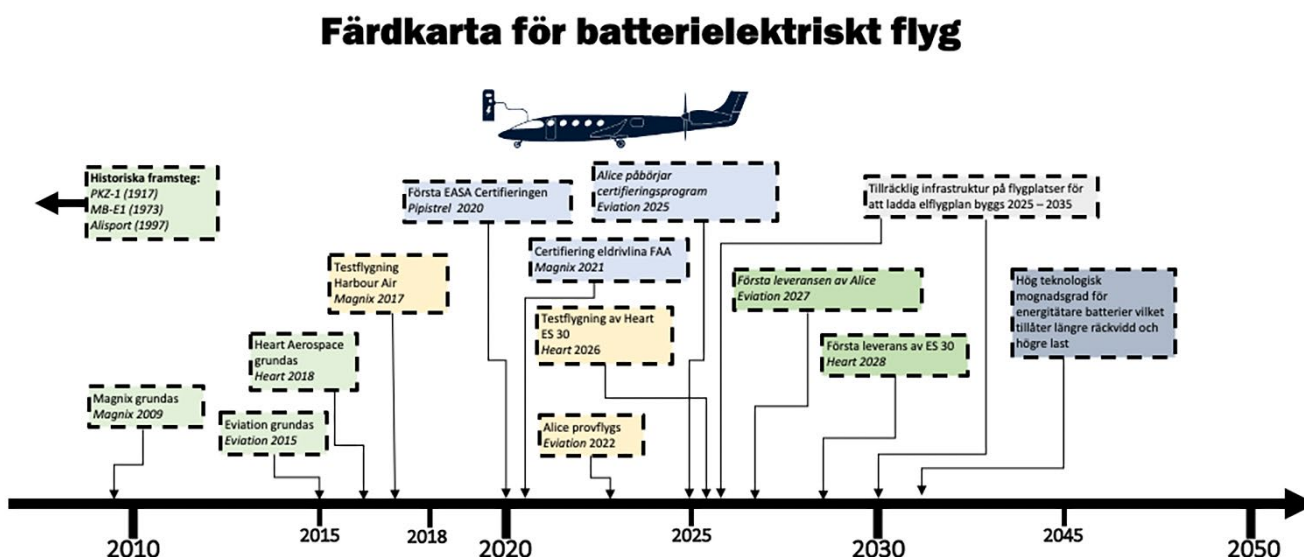 Färdkarta för batterielektriskt flyg
Historiska framsteg:
PKZ-1 (1917)
MB-E1 (1973)
Alisport (1997)
Första EASA Certifieringen
Pipistrel 2020
Alice påbörjar
certifieringsprogram
Eviation 2025
Tillräcklig infrastruktur på flygplatser för
att ladda elflygplan byggs 2025 – 2035
Testflygning
Harbour Air
Magnix 2017
Certifiering eldrivlina FAA
Magnix 2021
Första leveransen av Alice
Eviation 2027
Hög teknologisk
mognadsgrad för
energitätare batterier vilket
tillåter längre räckvidd och
högre last
Testflygning av Heart
ES 30
Heart 2026
Heart Aerospace
grundas
Heart 2018
Första leverans av ES 30
Heart 2028
Magnix grundas
Magnix 2009
Eviation grundas
Eviation 2015
Alice provflygs
Eviation 2022
2010
2015
2018
2020
2025
2030
2045
2050